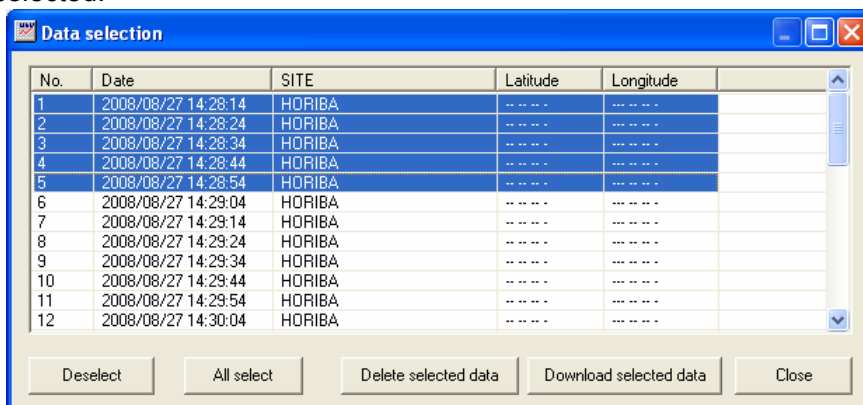 selected.
Data selection
No. Date SITE Latitude Longitude
1 2008/08/27 14:28:14 HORIBA -- -- -- - --- -- -- -
2 2008/08/27 14:28:24 HORIBA -- -- -- - --- -- -- -
3 2008/08/27 14:28:34 HORIBA -- -- -- - --- -- -- -
4 2008/08/27 14:28:44 HORIBA -- -- -- - --- -- -- -
5 2008/08/27 14:28:54 HORIBA -- -- -- - --- -- -- -
6 2008/08/27 14:29:04 HORIBA -- -- -- - --- -- -- -
7 2008/08/27 14:29:14 HORIBA -- -- -- - --- -- -- -
8 2008/08/27 14:29:24 HORIBA -- -- -- - --- -- -- -
9 2008/08/27 14:29:34 HORIBA -- -- -- - --- -- -- -
10 2008/08/27 14:29:44 HORIBA -- -- -- - --- -- -- -
11 2008/08/27 14:29:54 HORIBA -- -- -- - --- -- -- -
12 2008/08/27 14:30:04 HORIBA -- -- -- - --- -- -- -
Deselect All select Delete selected data Download selected data Close